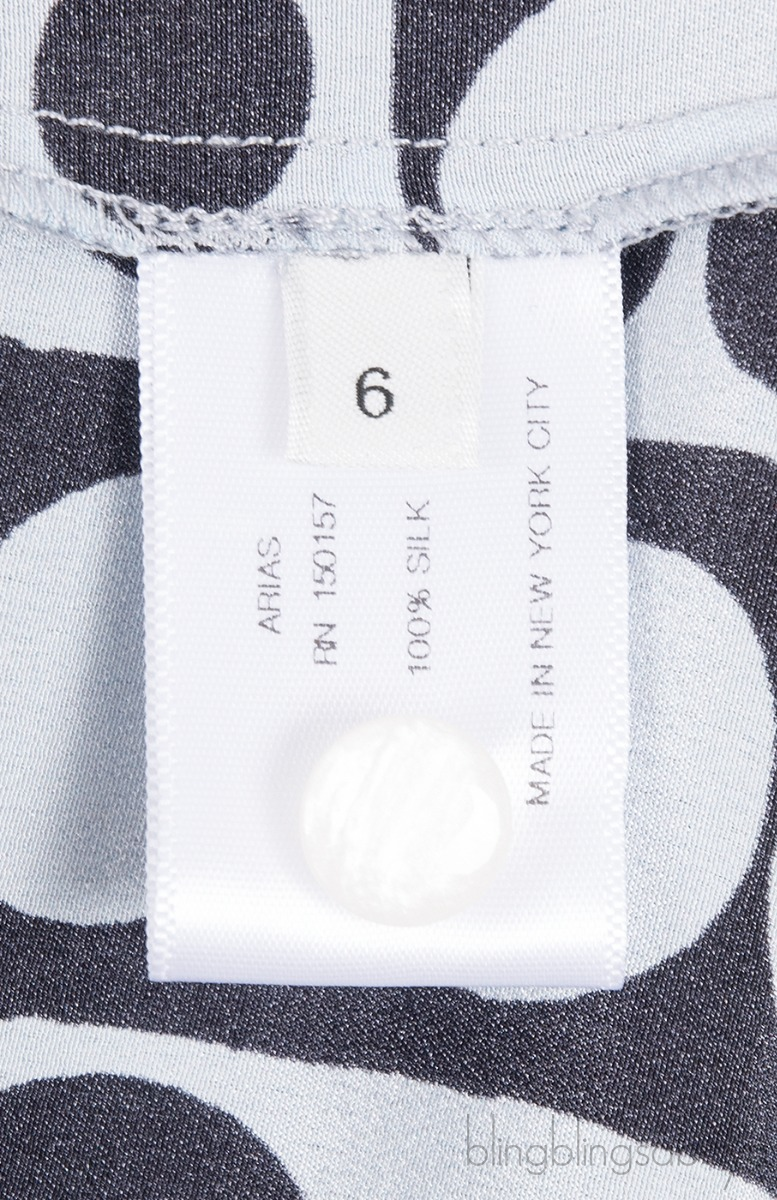 6
ARIAS
RN 150157
100% SILK
MADE IN NEW YORK CITY